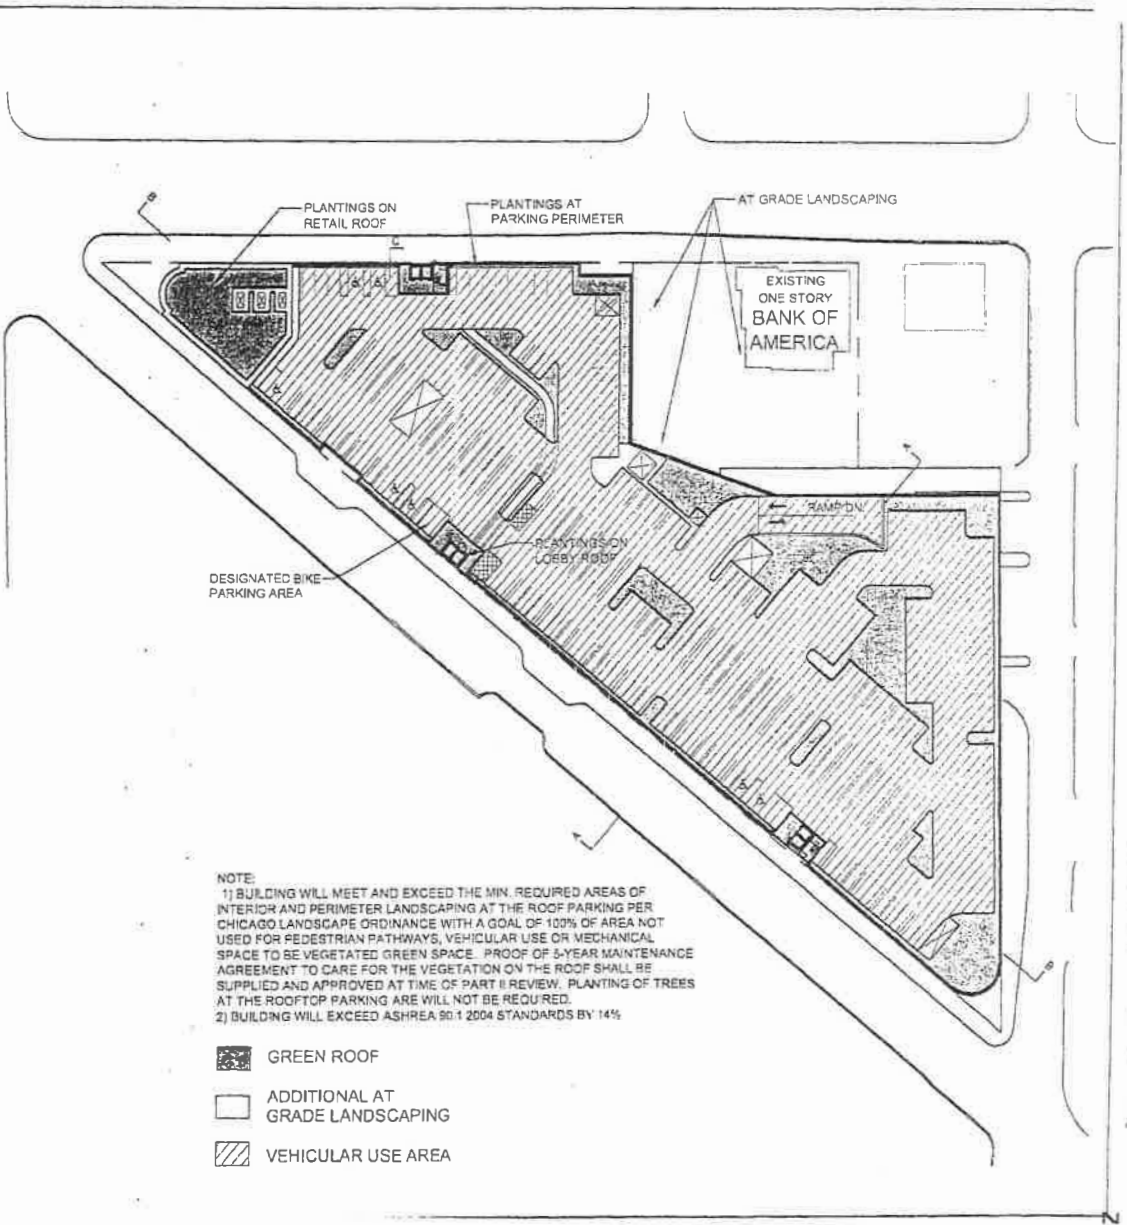 B
PLANTINGS ON
RETAIL ROOF
PLANTINGS AT
PARKING PERIMETER
AT GRADE LANDSCAPING
C
EXISTING
ONE STORY
BANK OF
AMERICA
A
RAMP DN.
PLANTINGS ON
LOBBY ROOF
DESIGNATED BIKE
PARKING AREA
A
B
NOTE:
1) BUILDING WILL MEET AND EXCEED THE MIN. REQUIRED AREAS OF
INTERIOR AND PERIMETER LANDSCAPING AT THE ROOF PARKING PER
CHICAGO LANDSCAPE ORDINANCE WITH A GOAL OF 100% OF AREA NOT
USED FOR PEDESTRIAN PATHWAYS, VEHICULAR USE OR MECHANICAL
SPACE TO BE VEGETATED GREEN SPACE. PROOF OF 5-YEAR MAINTENANCE
AGREEMENT TO CARE FOR THE VEGETATION ON THE ROOF SHALL BE
SUPPLIED AND APPROVED AT TIME OF PART II REVIEW. PLANTING OF TREES
AT THE ROOFTOP PARKING ARE WILL NOT BE REQUIRED.
2) BUILDING WILL EXCEED ASHREA 90.1 2004 STANDARDS BY 14%
GREEN ROOF
ADDITIONAL AT
GRADE LANDSCAPING
VEHICULAR USE AREA